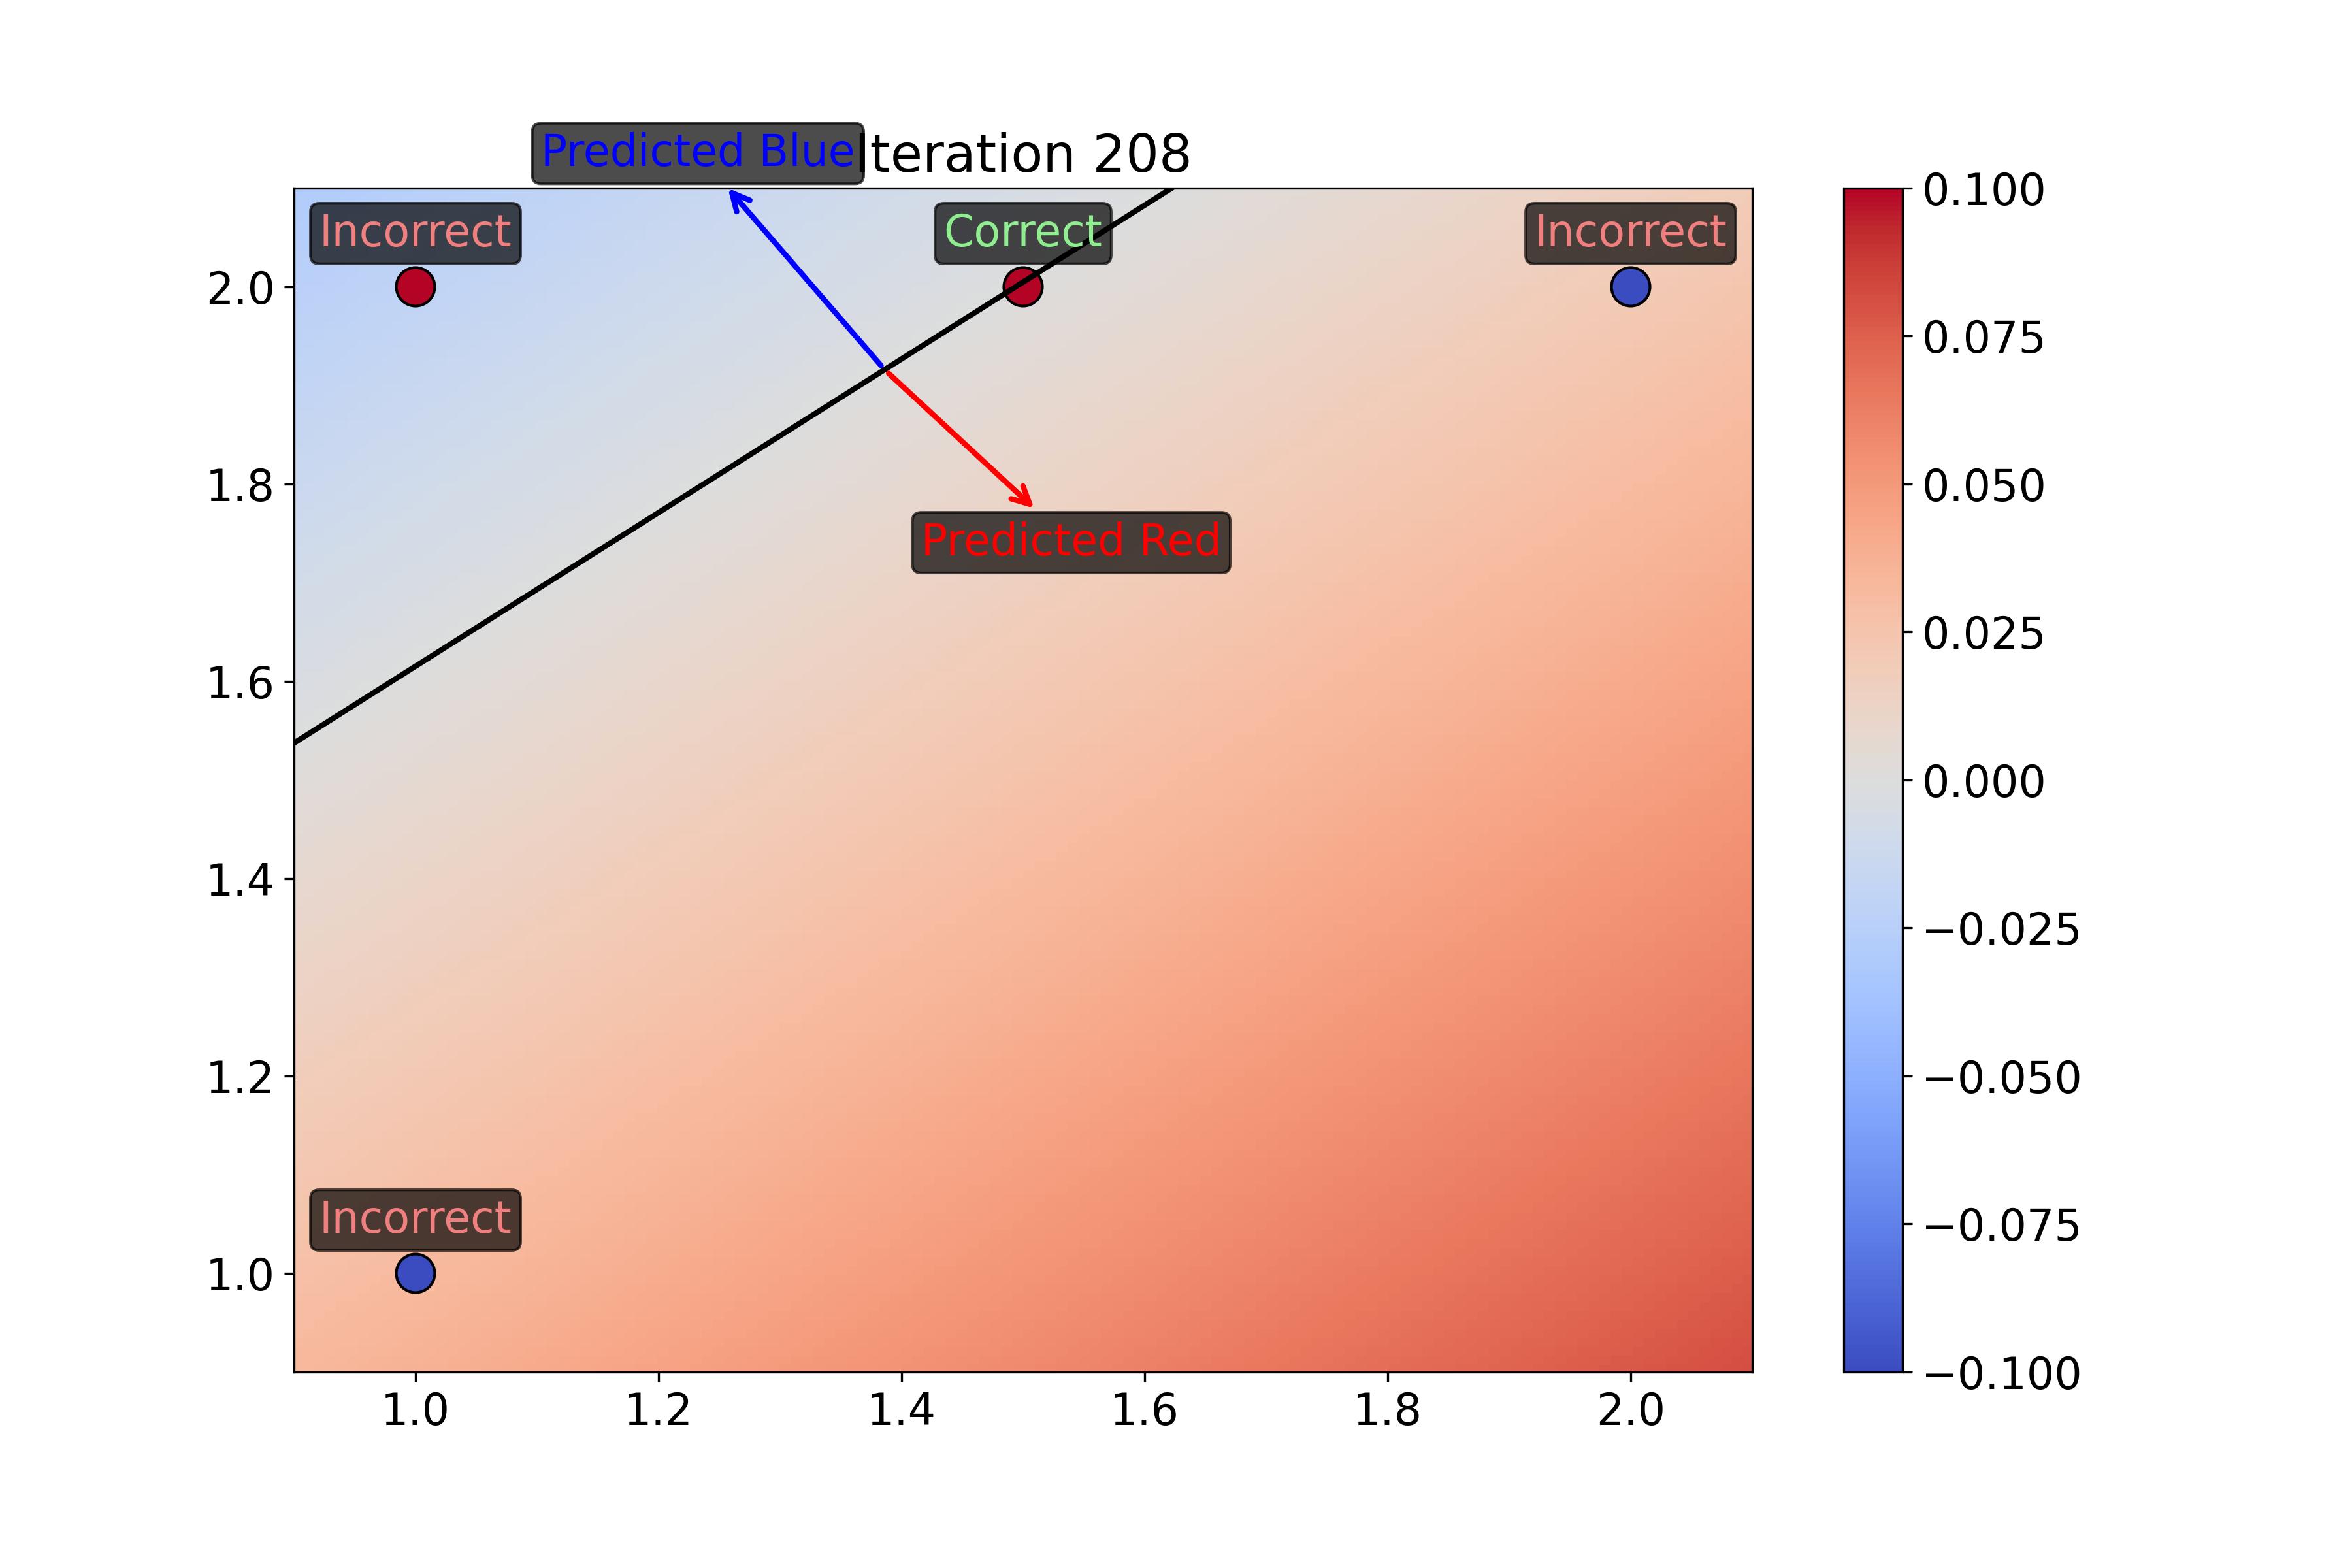 Predicted Blue
Iteration 208
Incorrect
Correct
Incorrect
Predicted Red
Incorrect
2.0
1.8
1.6
1.4
1.2
1.0
1.0 1.2 1.4 1.6 1.8 2.0
0.100
0.075
0.050
0.025
0.000
−0.025
−0.050
−0.075
−0.100